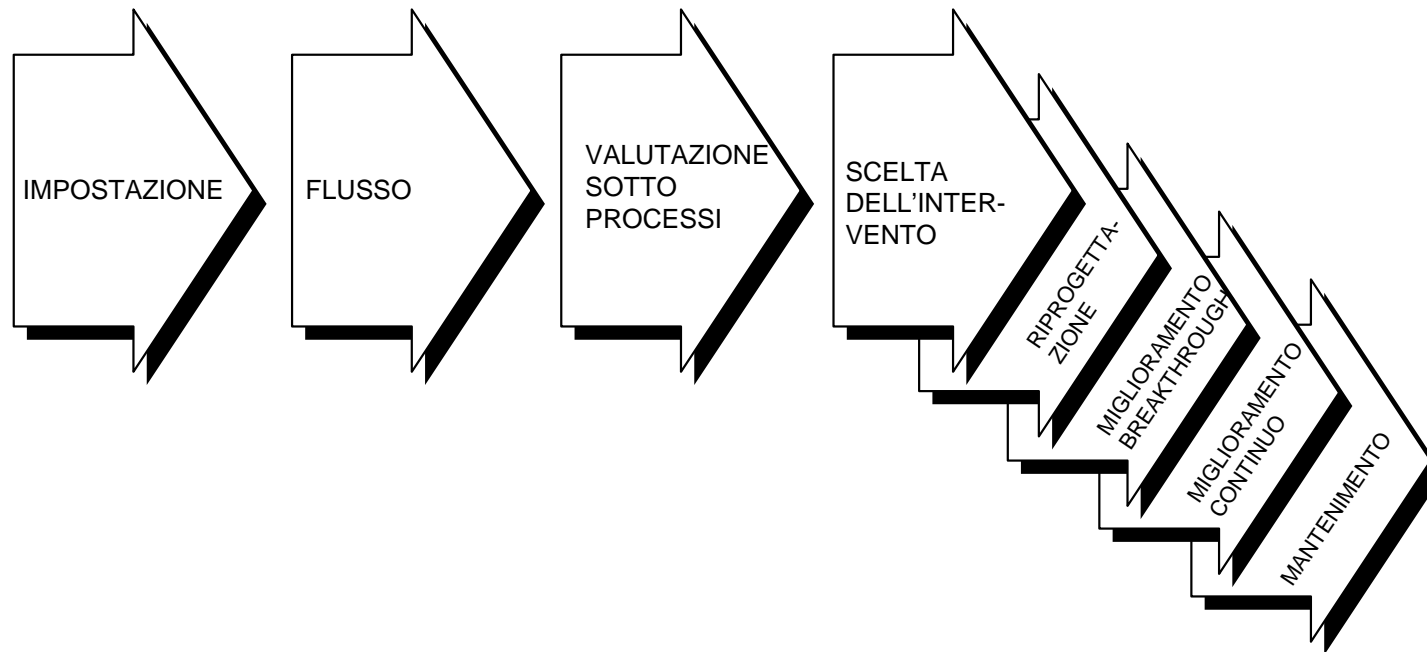 IMPOSTAZIONE
FLUSSO
VALUTAZIONE
SOTTO
PROCESSI
SCELTA
DELL’INTER-
VENTO
RIPROGETTA-
ZIONE
MIGLIORAMENTO
BREAKTHROUGH
MIGLIORAMENTO
CONTINUO
MANTENIMENTO